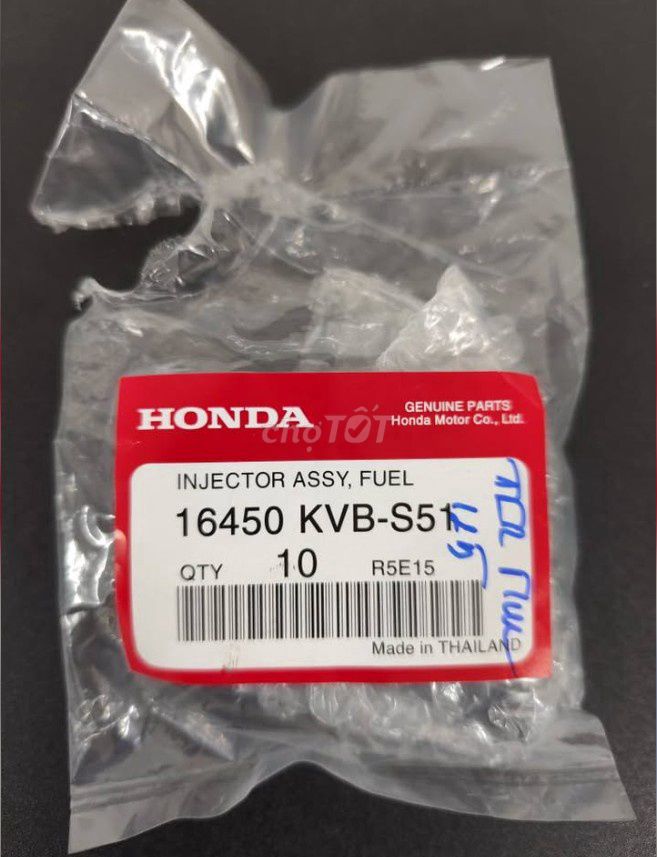 HONDA
GENUINE PARTS
Honda Motor Co., Ltd.
chợTỐT
INJECTOR ASSY, FUEL
16450 KVB-S51
QTY 10 R5E15
Made in THAILAND
125